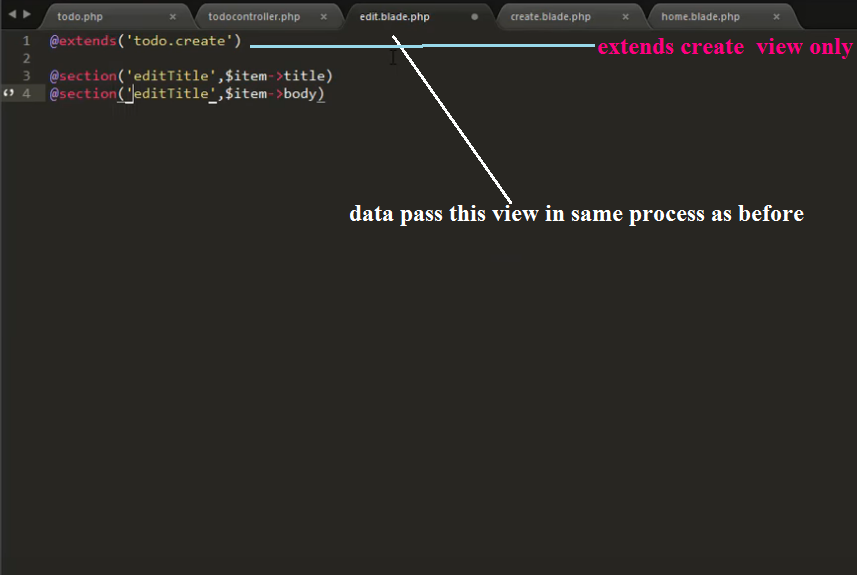 todo.php × todocontroller.php × edit.blade.php create.blade.php × home.blade.php ×
1 @extends('todo.create')
extends create view only
2
3 @section('editTitle',$item->title)
4 @section('editTitle',$item->body)
data pass this view in same process as before